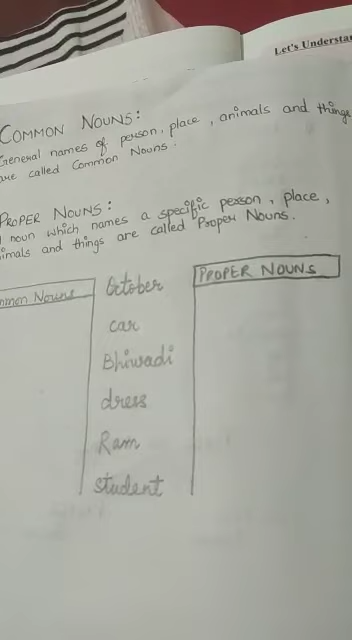 Let's Understa
COMMON NOUNS:
General names of person, place, animals and things
are called Common Nouns.
PROPER NOUNS:
noun which names a specific person, place,
imals and things are called Proper Nouns.
mmon Nouns
PROPER NOUNS
October
car
Bhiwadi
dress
Ram
student